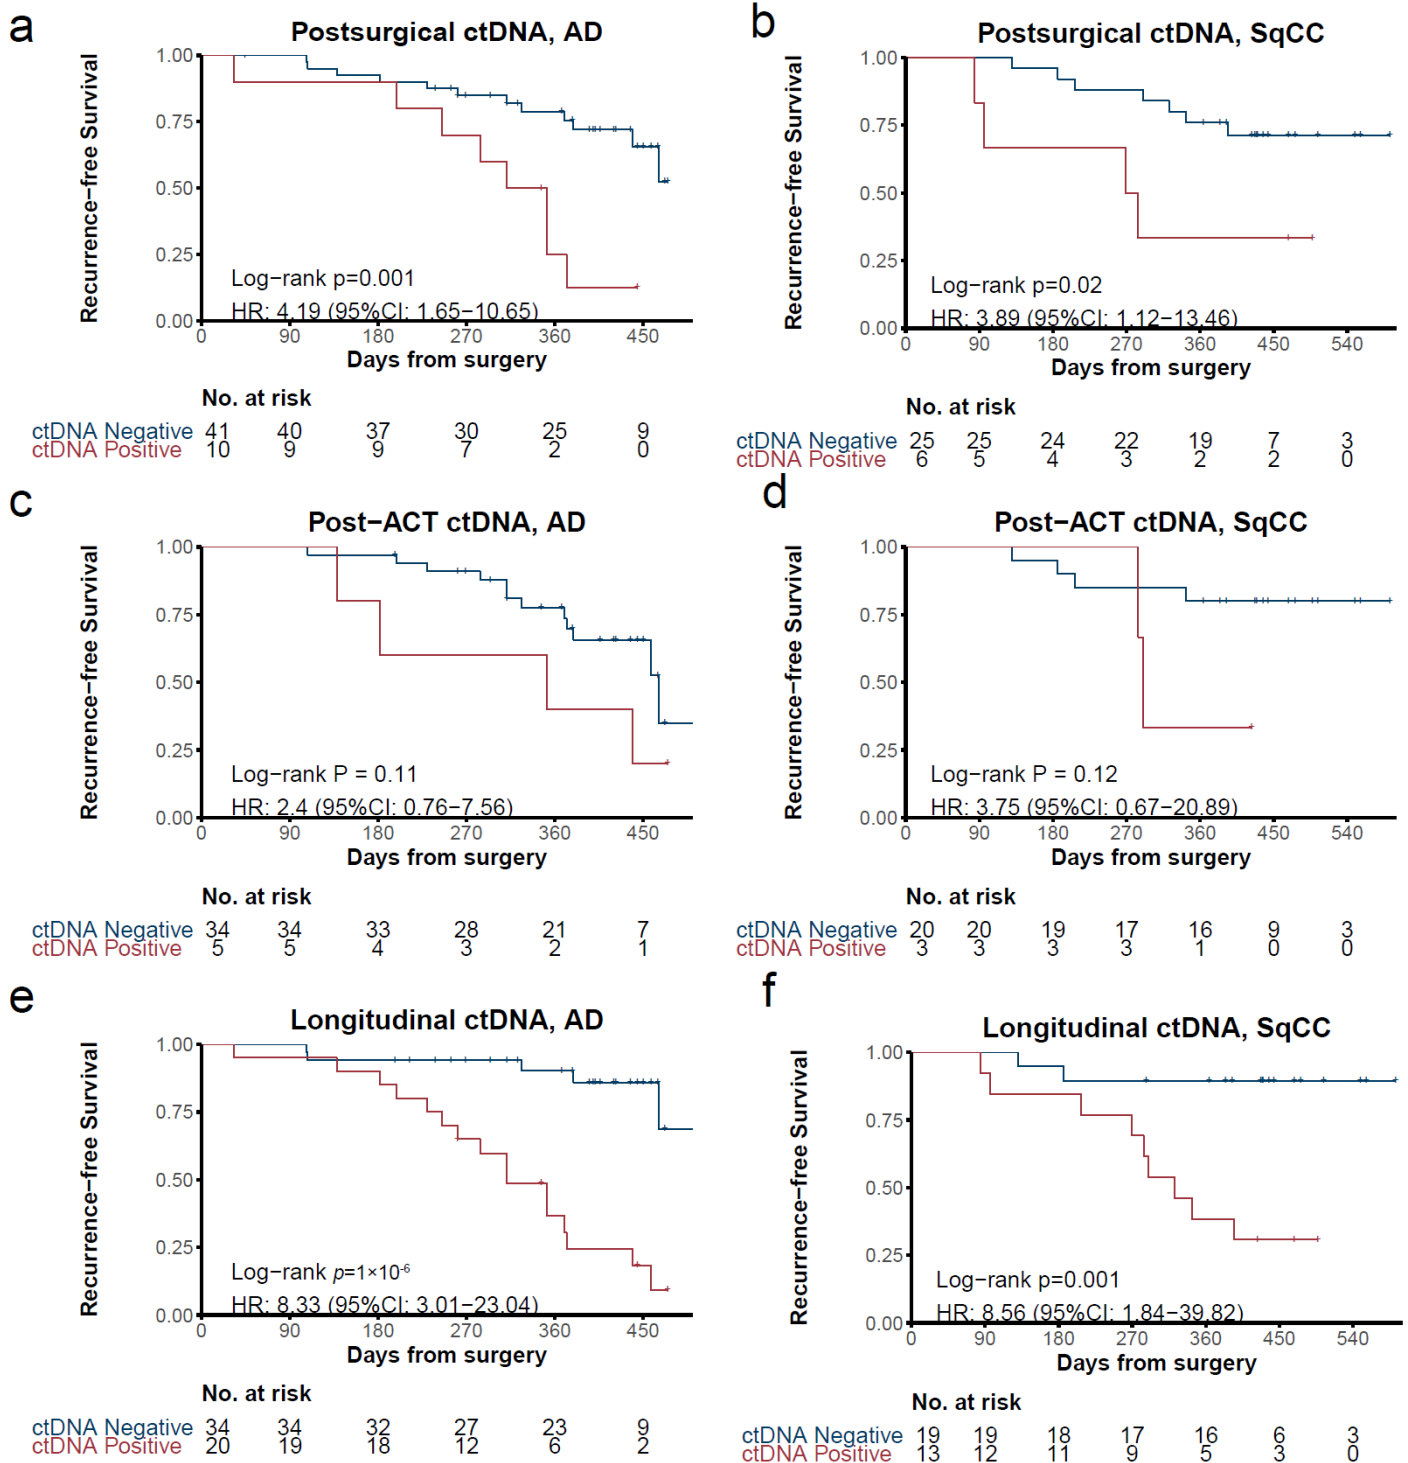 a
Postsurgical ctDNA, AD
Recurrence−free Survival
1.00
0.75
0.50
0.25
0.00
Log−rank p=0.001
HR: 4.19 (95%CI: 1.65−10.65)
0 90 180 270 360 450
Days from surgery
No. at risk
ctDNA Negative 41 40 37 30 25 9
ctDNA Positive 10 9 9 7 2 0
b
Postsurgical ctDNA, SqCC
Recurrence−free Survival
1.00
0.75
0.50
0.25
0.00
Log−rank p=0.02
HR: 3.89 (95%CI: 1.12−13.46)
0 90 180 270 360 450 540
Days from surgery
No. at risk
ctDNA Negative 25 25 24 22 19 7 3
ctDNA Positive 6 5 4 3 2 2 0
c
Post−ACT ctDNA, AD
Recurrence−free Survival
1.00
0.75
0.50
0.25
0.00
Log−rank P = 0.11
HR: 2.4 (95%CI: 0.76−7.56)
0 90 180 270 360 450
Days from surgery
No. at risk
ctDNA Negative 34 34 33 28 21 7
ctDNA Positive 5 5 4 3 2 1
d
Post−ACT ctDNA, SqCC
Recurrence−free Survival
1.00
0.75
0.50
0.25
0.00
Log−rank P = 0.12
HR: 3.75 (95%CI: 0.67−20.89)
0 90 180 270 360 450 540
Days from surgery
No. at risk
ctDNA Negative 20 20 19 17 16 9 3
ctDNA Positive 3 3 3 3 1 0 0
e
Longitudinal ctDNA, AD
Recurrence−free Survival
1.00
0.75
0.50
0.25
0.00
Log−rank p=1×10⁻⁶
HR: 8.33 (95%CI: 3.01−23.04)
0 90 180 270 360 450
Days from surgery
No. at risk
ctDNA Negative 34 34 32 27 23 9
ctDNA Positive 20 19 18 12 6 2
f
Longitudinal ctDNA, SqCC
Recurrence−free Survival
1.00
0.75
0.50
0.25
0.00
Log−rank p=0.001
HR: 8.56 (95%CI: 1.84−39.82)
0 90 180 270 360 450 540
Days from surgery
No. at risk
ctDNA Negative 19 19 18 17 16 6 3
ctDNA Positive 13 12 11 9 5 3 0